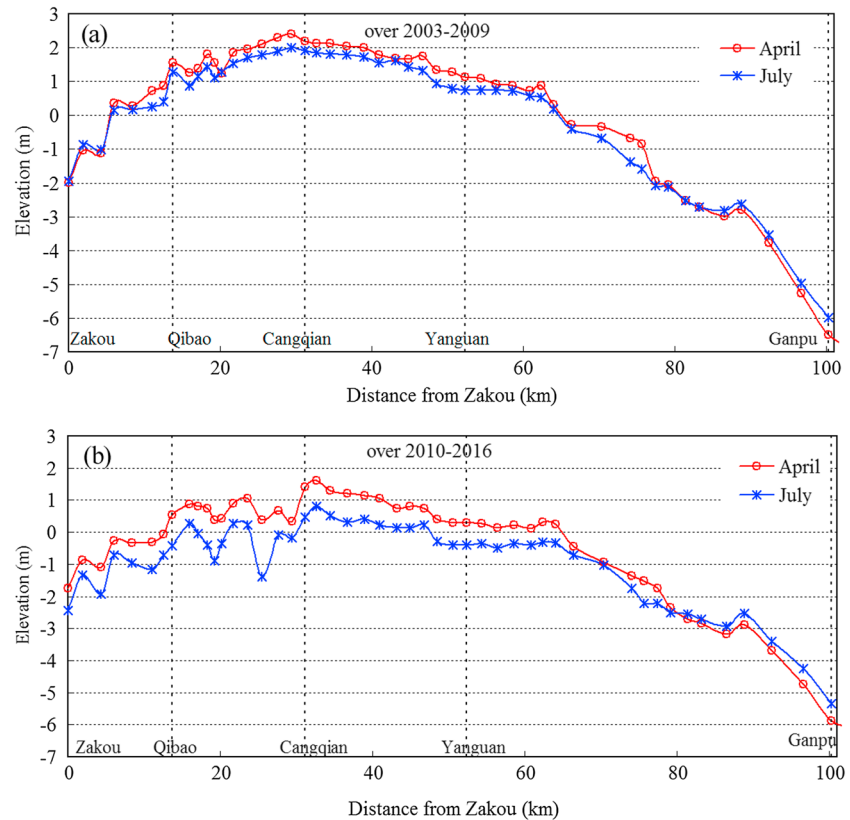 (a)
over 2003-2009
April
July
Elevation (m)
3
2
1
0
-1
-2
-3
-4
-5
-6
-7
Zakou Qibao Cangqian Yanguan Ganpu
0 20 40 60 80 100
Distance from Zakou (km)
(b)
over 2010-2016
April
July
Elevation (m)
3
2
1
0
-1
-2
-3
-4
-5
-6
-7
Zakou Qibao Cangqian Yanguan Ganpu
0 20 40 60 80 100
Distance from Zakou (km)